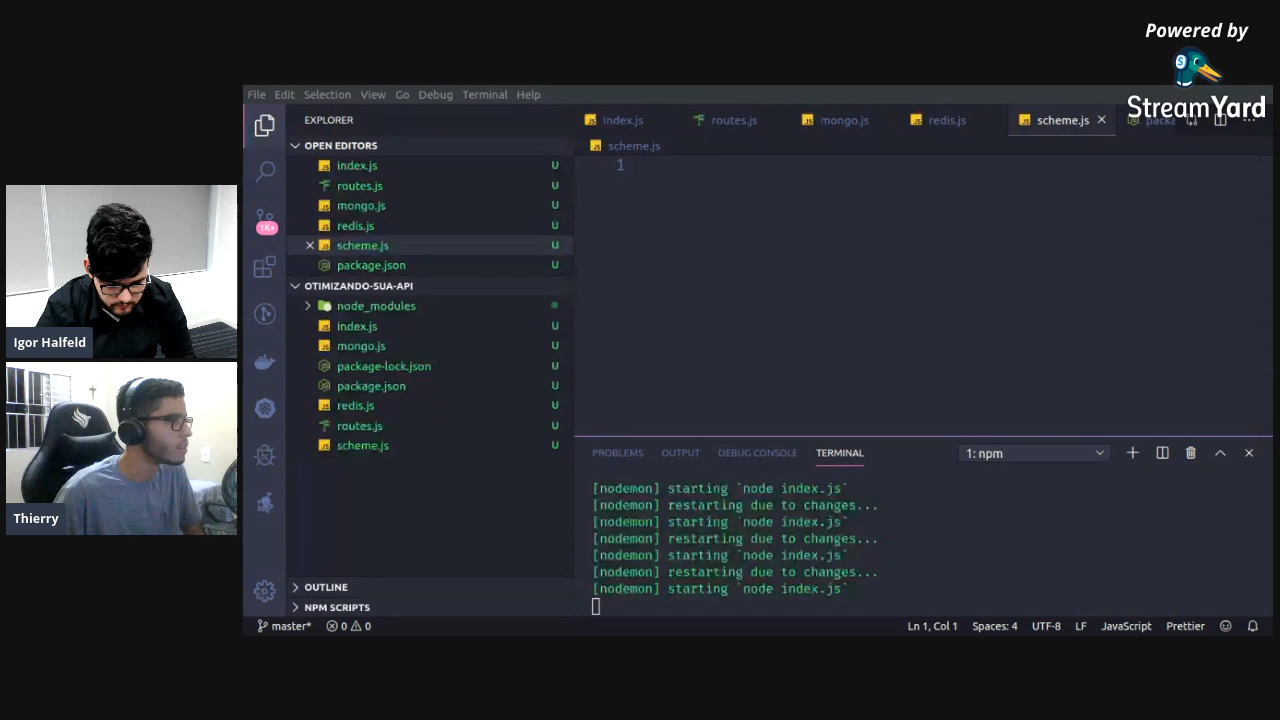 Powered by
StreamYard
File Edit Selection View Go Debug Terminal Help
EXPLORER
OPEN EDITORS
index.js U
routes.js U
mongo.js U
redis.js U
scheme.js U
package.json U
OTIMIZANDO-SUA-API
node_modules
index.js U
mongo.js U
package-lock.json U
package.json U
redis.js U
routes.js U
scheme.js U
OUTLINE
NPM SCRIPTS
1K+
index.js routes.js mongo.js redis.js scheme.js packa
scheme.js
1
PROBLEMS OUTPUT DEBUG CONSOLE TERMINAL 1: npm
[nodemon] starting `node index.js`
[nodemon] restarting due to changes...
[nodemon] starting `node index.js`
[nodemon] restarting due to changes...
[nodemon] starting `node index.js`
[nodemon] restarting due to changes...
[nodemon] starting `node index.js`
master* 0 0 Ln 1, Col 1 Spaces: 4 UTF-8 LF JavaScript Prettier
Igor Halfeld
Thierry